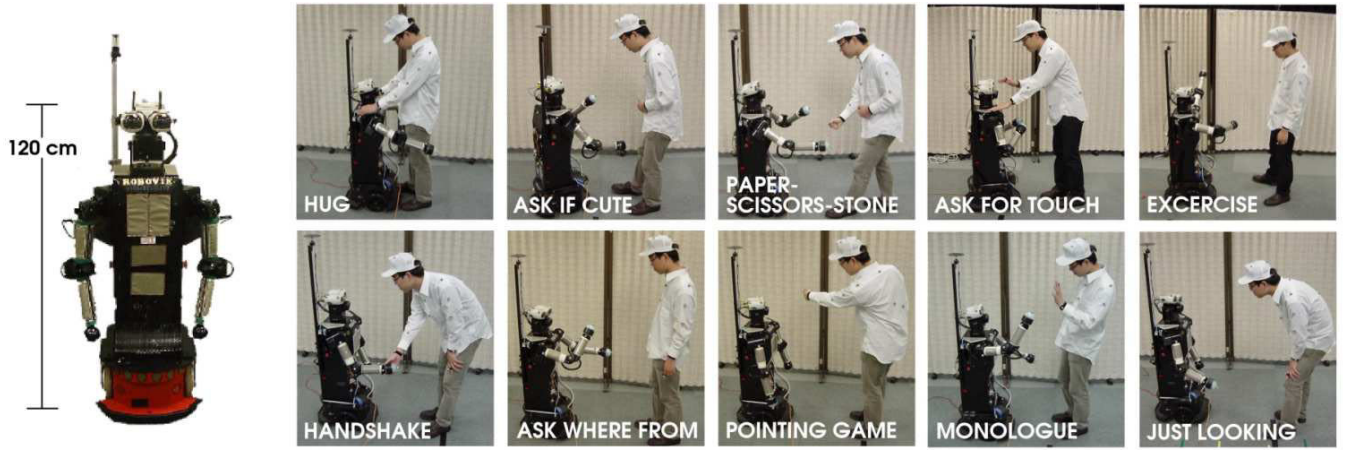 120 cm
ROBOVIE
HUG
ASK IF CUTE
PAPER-
SCISSORS-STONE
ASK FOR TOUCH
EXCERCISE
HANDSHAKE
ASK WHERE FROM
POINTING GAME
MONOLOGUE
JUST LOOKING